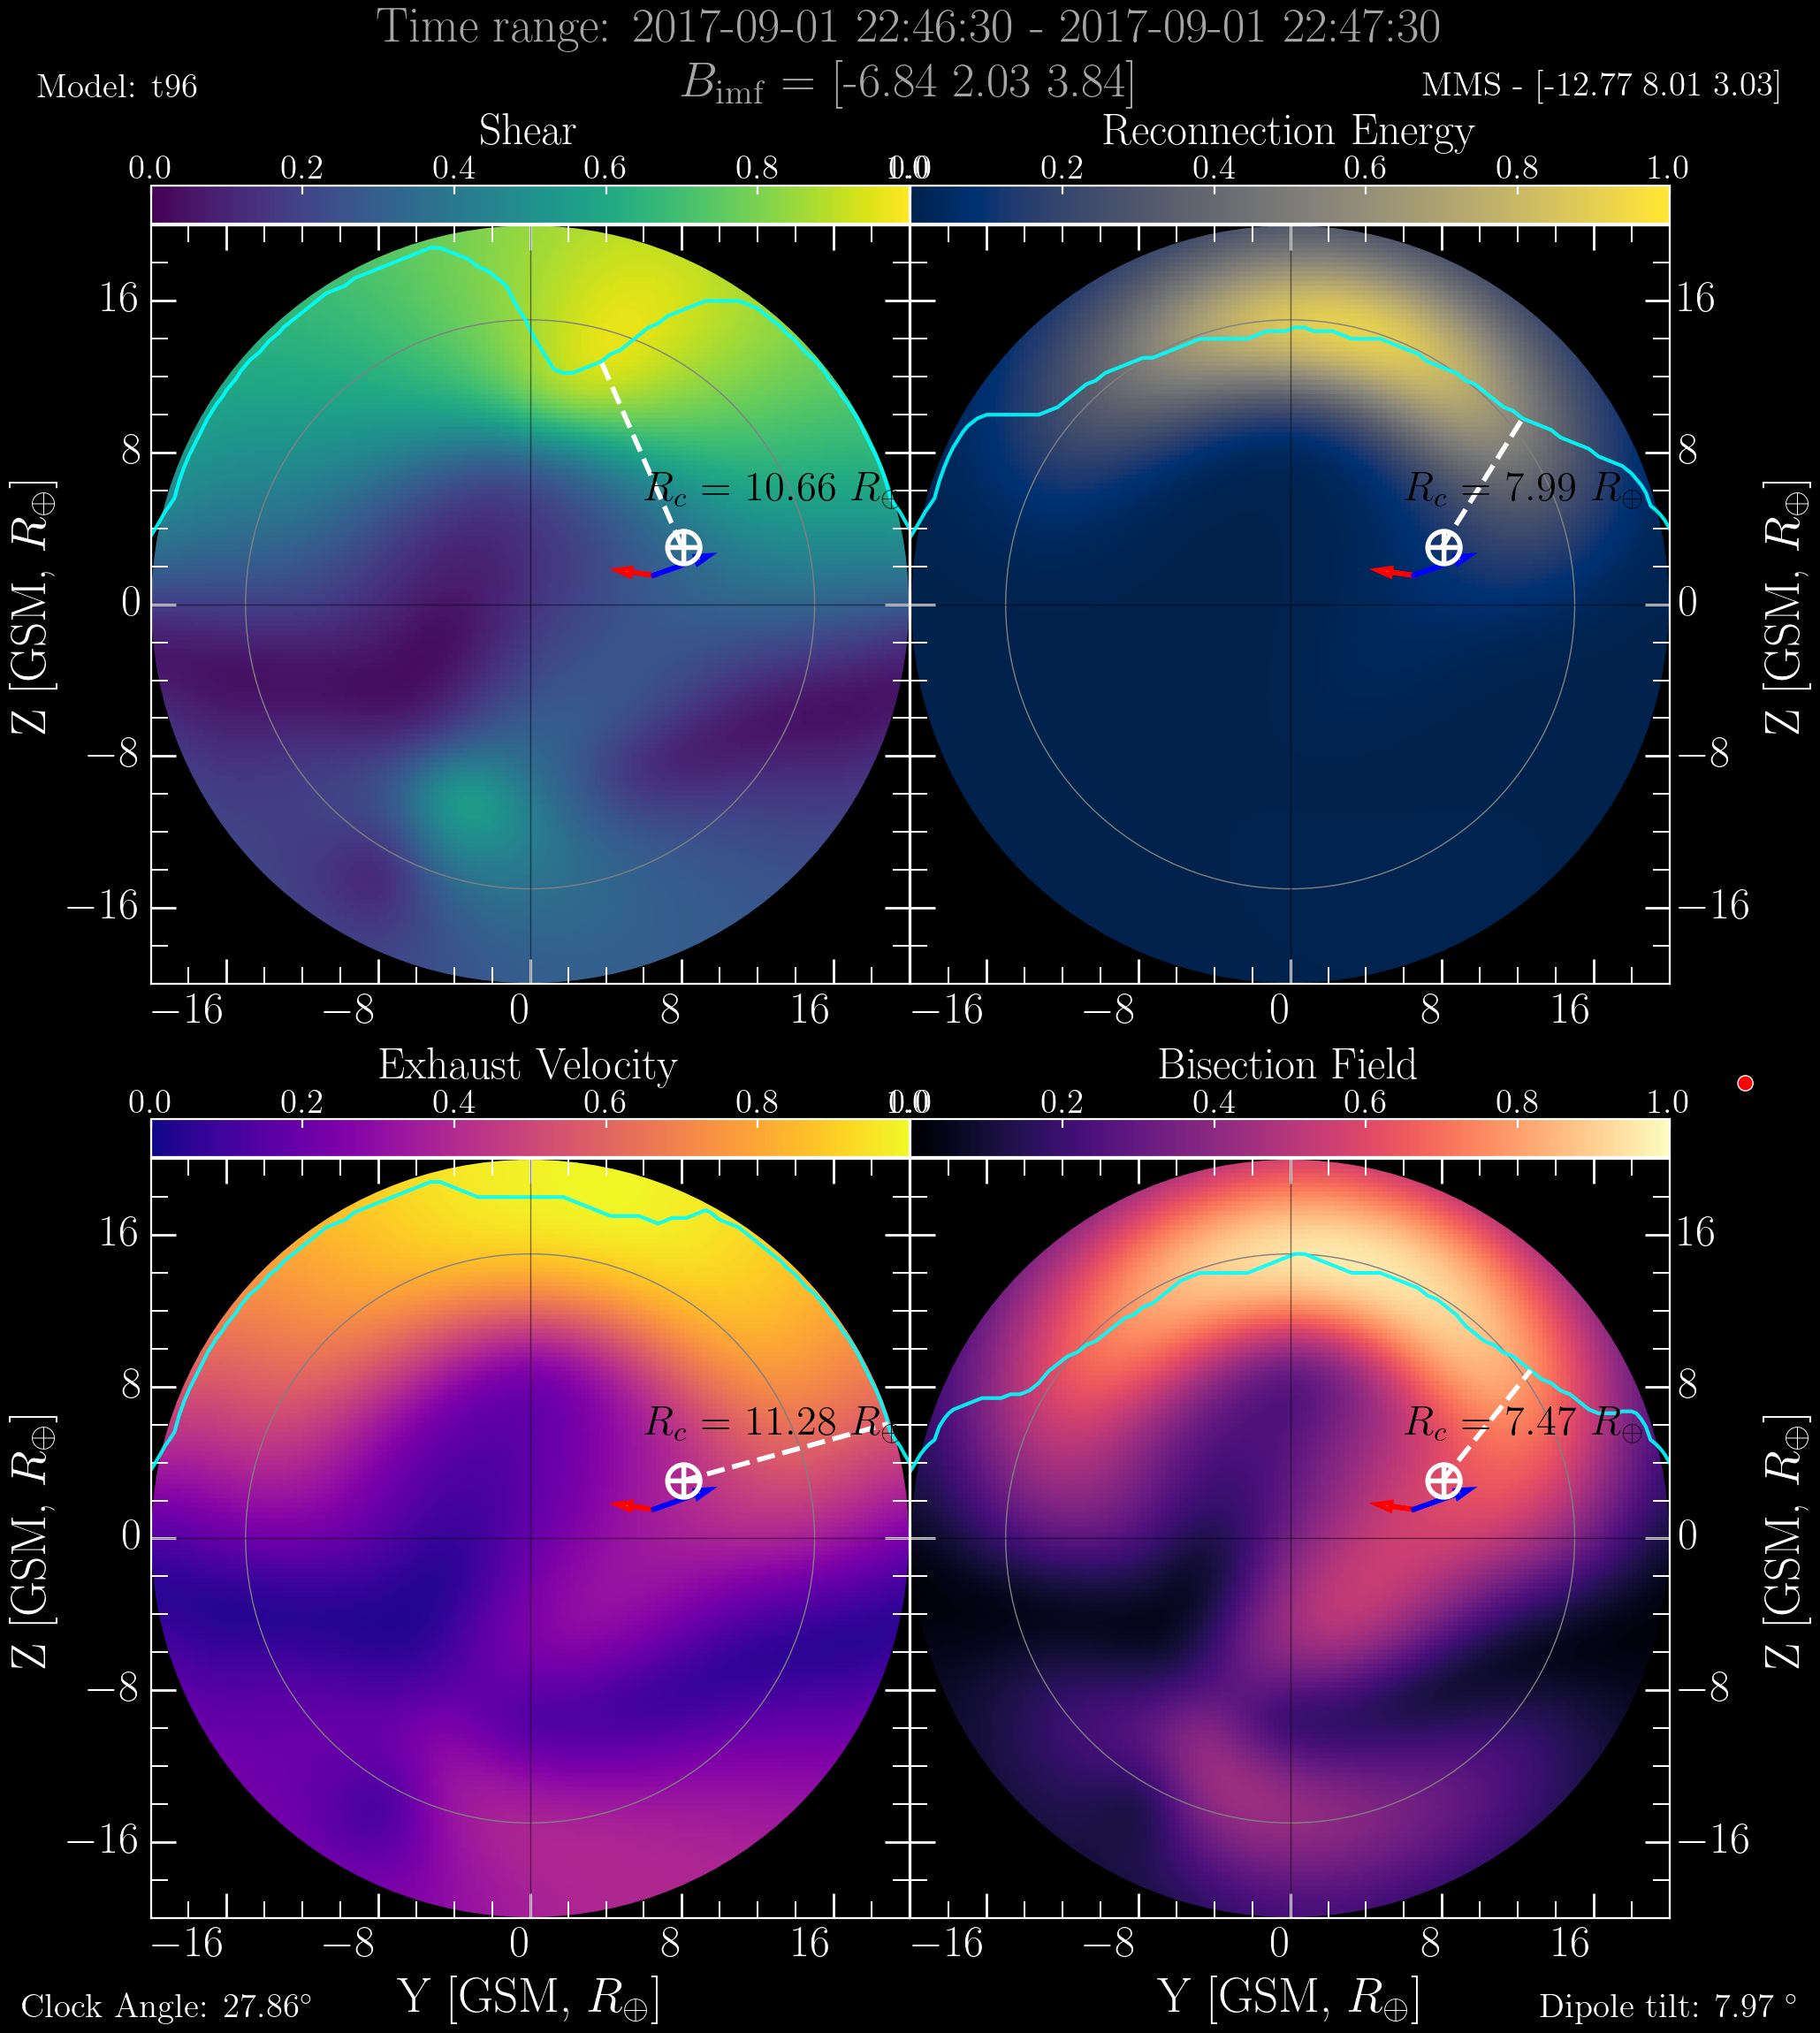 Time range: 2017-09-01 22:46:30 - 2017-09-01 22:47:30
Model: t96
B_imf = [-6.84 2.03 3.84]
MMS - [-12.77 8.01 3.03]
Shear
Reconnection Energy
0.0 0.2 0.4 0.6 0.8 1.0
0.0 0.2 0.4 0.6 0.8 1.0
16
8
0
−8
−16
Z [GSM, R⊕]
R_c = 10.66 R⊕
−16 −8 0 8 16
R_c = 7.99 R⊕
16
8
0
−8
−16
Z [GSM, R⊕]
−16 −8 0 8 16
Exhaust Velocity
Bisection Field
0.0 0.2 0.4 0.6 0.8 1.0
0.0 0.2 0.4 0.6 0.8 1.0
16
8
0
−8
−16
Z [GSM, R⊕]
R_c = 11.28 R⊕
−16 −8 0 8 16
Y [GSM, R⊕]
R_c = 7.47 R⊕
16
8
0
−8
−16
Z [GSM, R⊕]
−16 −8 0 8 16
Y [GSM, R⊕]
Clock Angle: 27.86°
Dipole tilt: 7.97 °